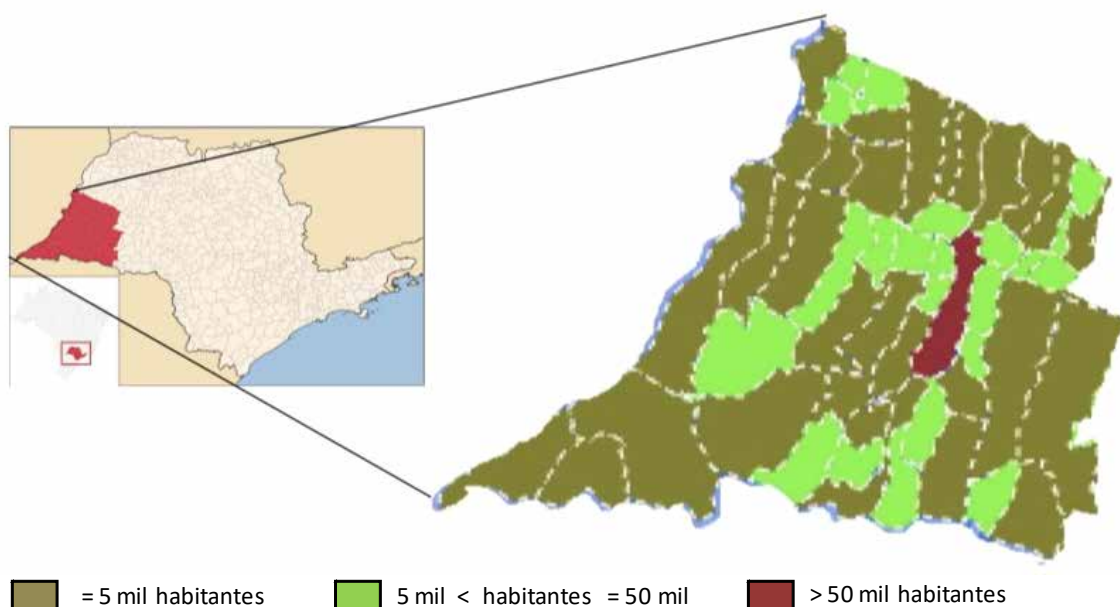 = 5 mil habitantes
5 mil < habitantes = 50 mil
> 50 mil habitantes